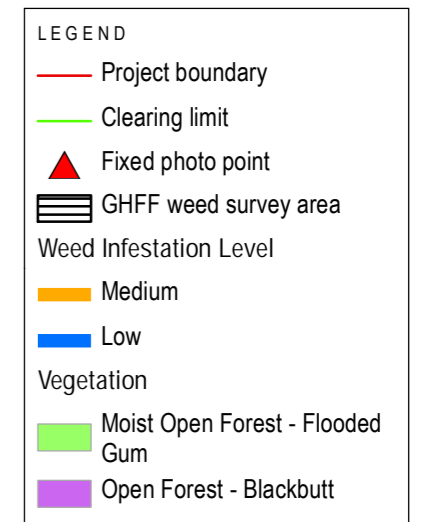 LEGEND
Project boundary
Clearing limit
Fixed photo point
GHFF weed survey area
Weed Infestation Level
Medium
Low
Vegetation
Moist Open Forest - Flooded
Gum
Open Forest - Blackbutt